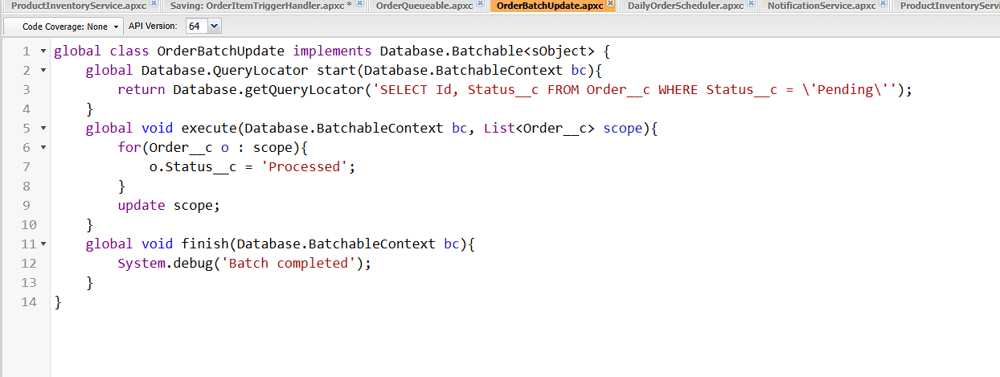 ProductInventoryService.apxc Saving: OrderItemTriggerHandler.apxc * OrderQueueable.apxc OrderBatchUpdate.apxc DailyOrderScheduler.apxc NotificationService.apxc ProductInventoryServi
Code Coverage: None API Version: 64
1 global class OrderBatchUpdate implements Database.Batchable<sObject> {
2 global Database.QueryLocator start(Database.BatchableContext bc){
3 return Database.getQueryLocator('SELECT Id, Status__c FROM Order__c WHERE Status__c = \'Pending\'');
4 }
5 global void execute(Database.BatchableContext bc, List<Order__c> scope){
6 for(Order__c o : scope){
7 o.Status__c = 'Processed';
8 }
9 update scope;
10 }
11 global void finish(Database.BatchableContext bc){
12 System.debug('Batch completed');
13 }
14 }